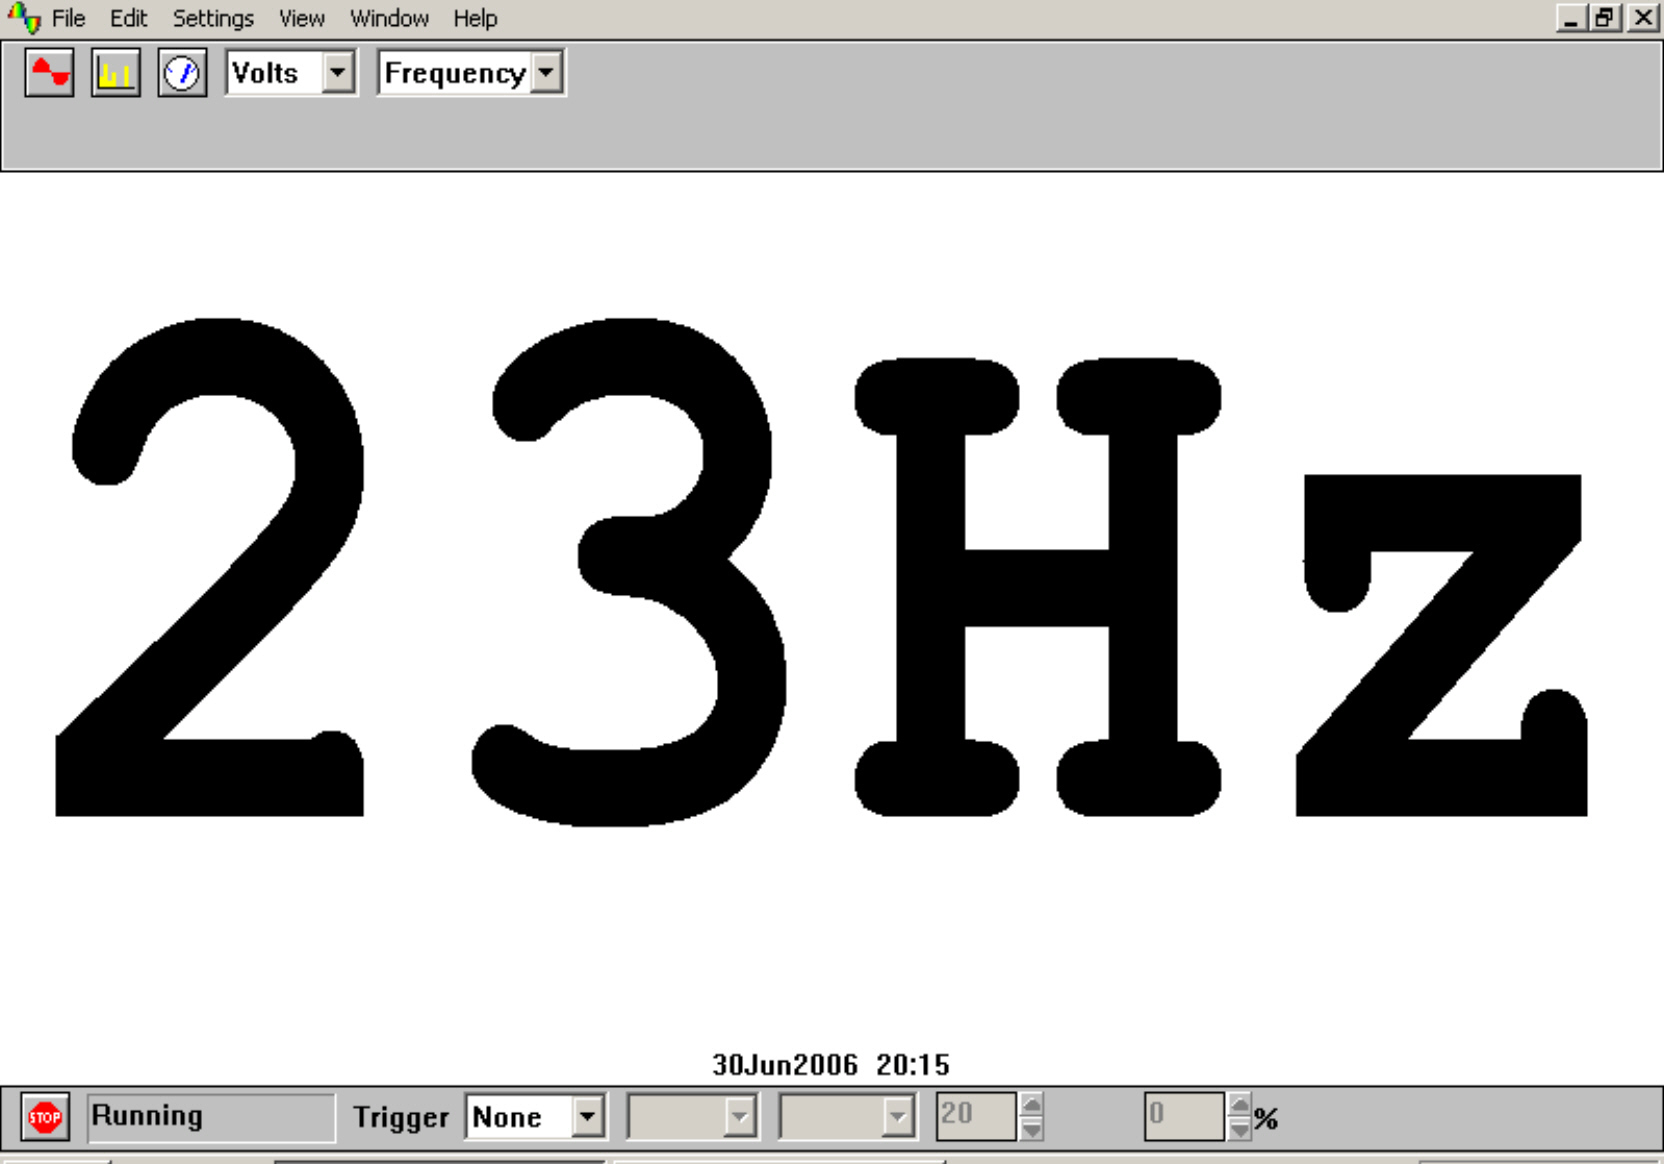 File Edit Settings View Window Help
Volts Frequency
23Hz
30Jun2006 20:15
STOP Running Trigger None 20 0 %